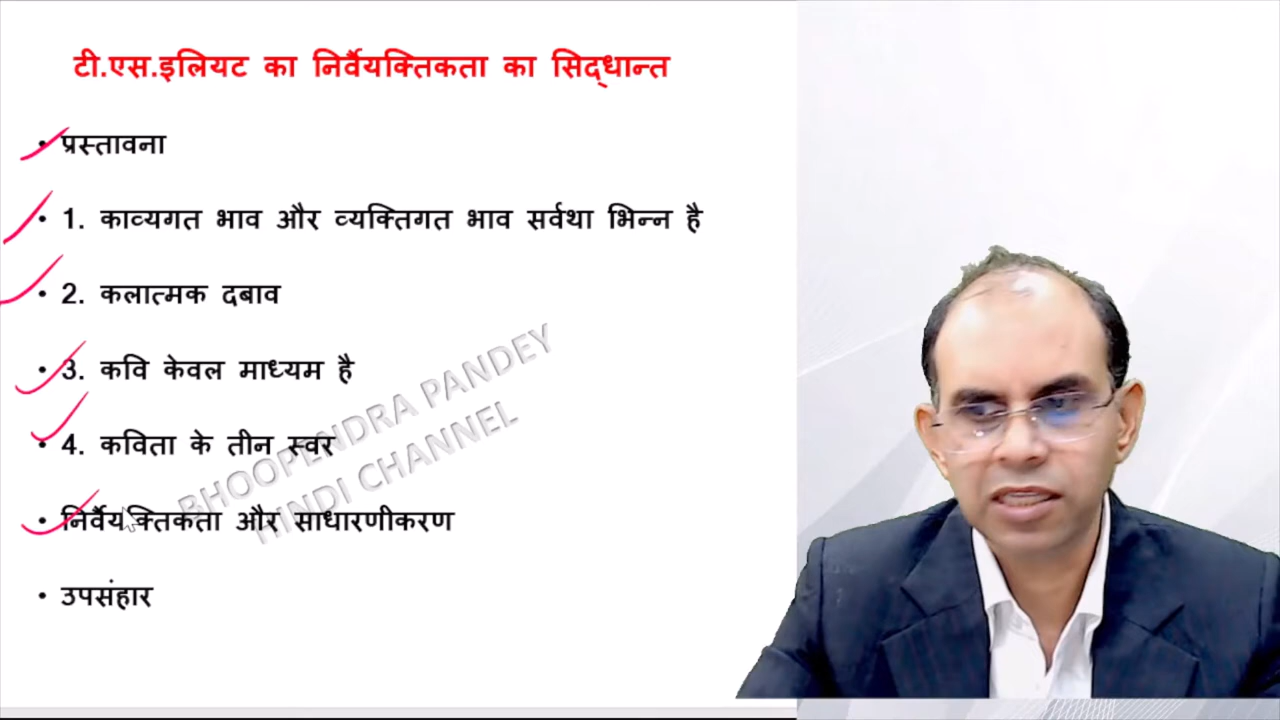 टी.एस.इलियट का निर्वैयक्तिकता का सिद्धान्त
• प्रस्तावना
• 1. काव्यगत भाव और व्यक्तिगत भाव सर्वथा भिन्न है
• 2. कलात्मक दबाव
• 3. कवि केवल माध्यम है
• 4. कविता के तीन स्वर
• निर्वैयक्तिकता और साधारणीकरण
• उपसंहार
BHOOPENDRA PANDEY
HINDI CHANNEL